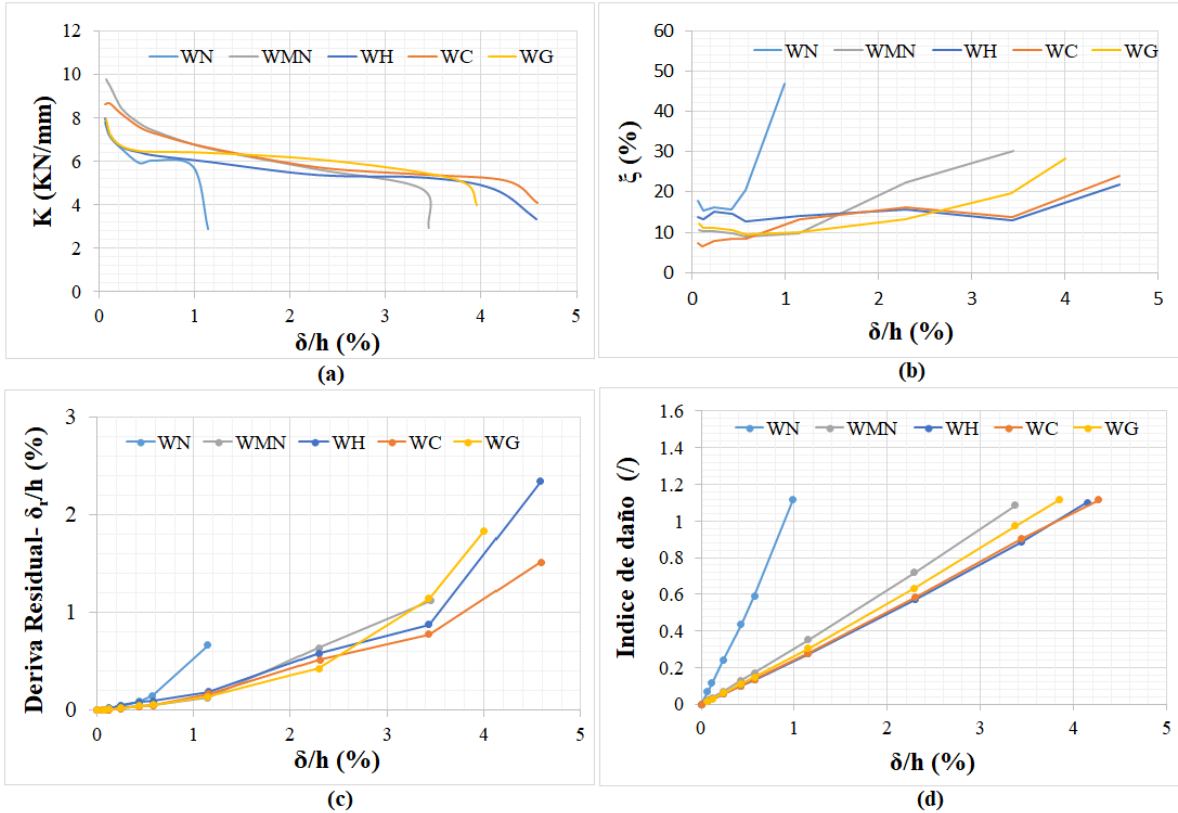 12
10
8
6
4
2
0
K (KN/mm)
WN WMN WH WC WG
0 1 2 3 4 5
δ/h (%)
(a)
60
50
40
30
20
10
0
ξ (%)
WN WMN WH WC WG
0 1 2 3 4 5
δ/h (%)
(b)
3
2
1
0
Deriva Residual- δr/h (%)
WN WMN WH WC WG
0 1 2 3 4 5
δ/h (%)
(c)
1.6
1.4
1.2
1
0.8
0.6
0.4
0.2
0
Indice de daño (/)
WN WMN WH WC WG
0 1 2 3 4 5
δ/h (%)
(d)